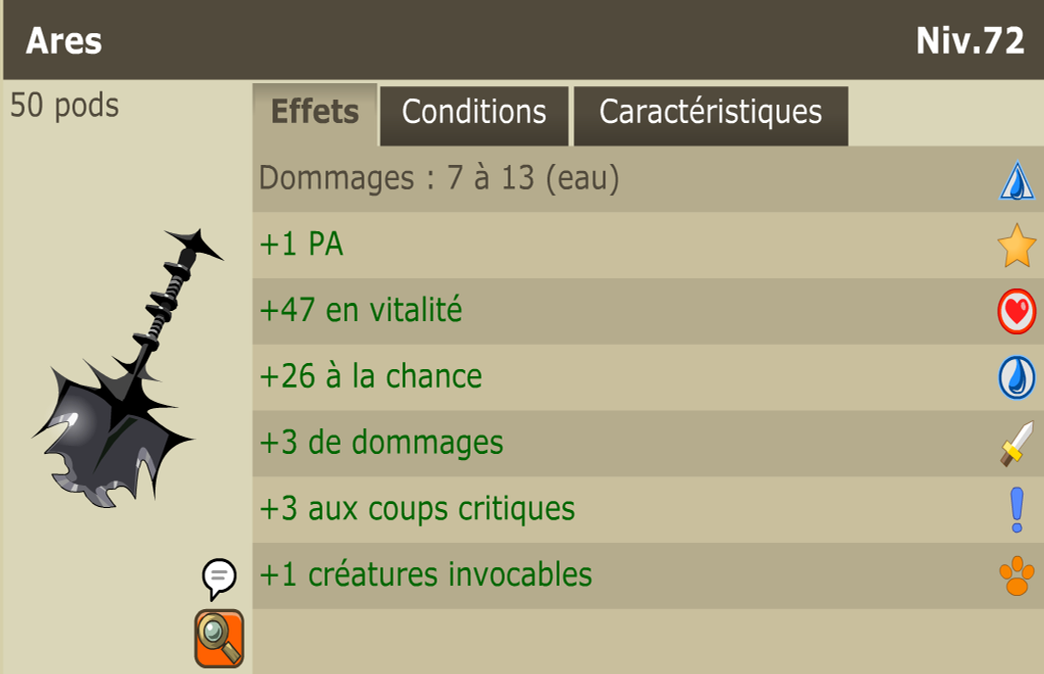 Ares
Niv.72
50 pods
Effets
Conditions
Caractéristiques
Dommages : 7 à 13 (eau)
+1 PA
+47 en vitalité
+26 à la chance
+3 de dommages
+3 aux coups critiques
+1 créatures invocables